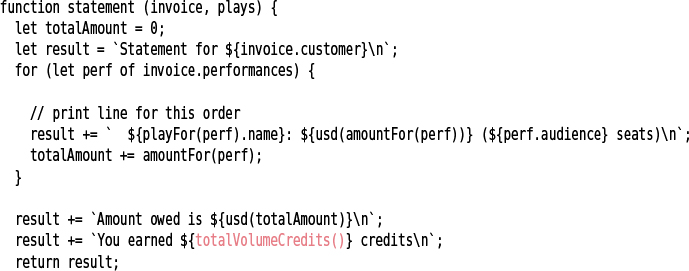 function statement (invoice, plays) {
  let totalAmount = 0;
  let result = `Statement for ${invoice.customer}\n`;
  for (let perf of invoice.performances) {

    // print line for this order
    result += `  ${playFor(perf).name}: ${usd(amountFor(perf))} (${perf.audience} seats)\n`;
    totalAmount += amountFor(perf);
  }

  result += `Amount owed is ${usd(totalAmount)}\n`;
  result += `You earned ${totalVolumeCredits()} credits\n`;
  return result;